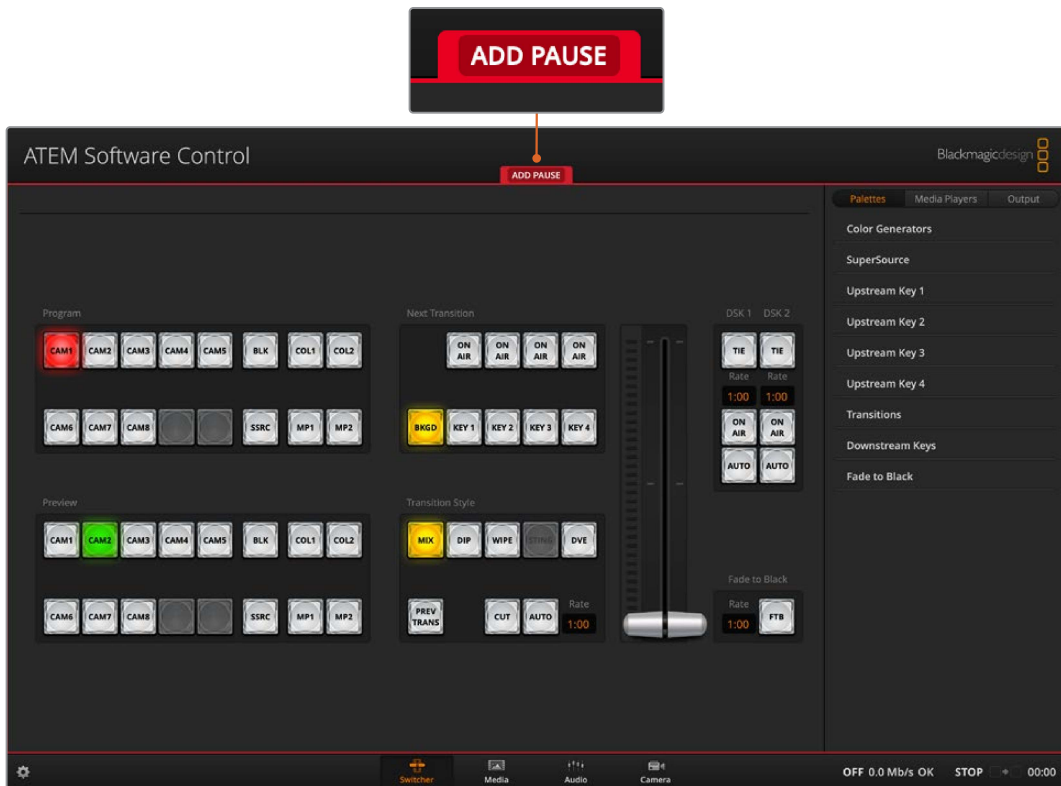 ADD PAUSE
ATEM Software Control
ADD PAUSE
Blackmagicdesign
Palettes Media Players Output
Color Generators
SuperSource
Upstream Key 1
Upstream Key 2
Upstream Key 3
Upstream Key 4
Transitions
Downstream Keys
Fade to Black
Program
CAM1 CAM2 CAM3 CAM4 CAM5 BLK COL1 COL2
CAM6 CAM7 CAM8 SSRC MP1 MP2
Next Transition
ON AIR ON AIR ON AIR ON AIR
BKGD KEY 1 KEY 2 KEY 3 KEY 4
DSK 1 DSK 2
TIE TIE
Rate Rate
1:00 1:00
ON AIR ON AIR
AUTO AUTO
Preview
CAM1 CAM2 CAM3 CAM4 CAM5 BLK COL1 COL2
CAM6 CAM7 CAM8 SSRC MP1 MP2
Transition Style
MIX DIP WIPE STING DVE
PREV TRANS CUT AUTO
Rate
1:00
Fade to Black
Rate
1:00 FTB
Switcher Media Audio Camera
OFF 0.0 Mb/s OK STOP 00:00